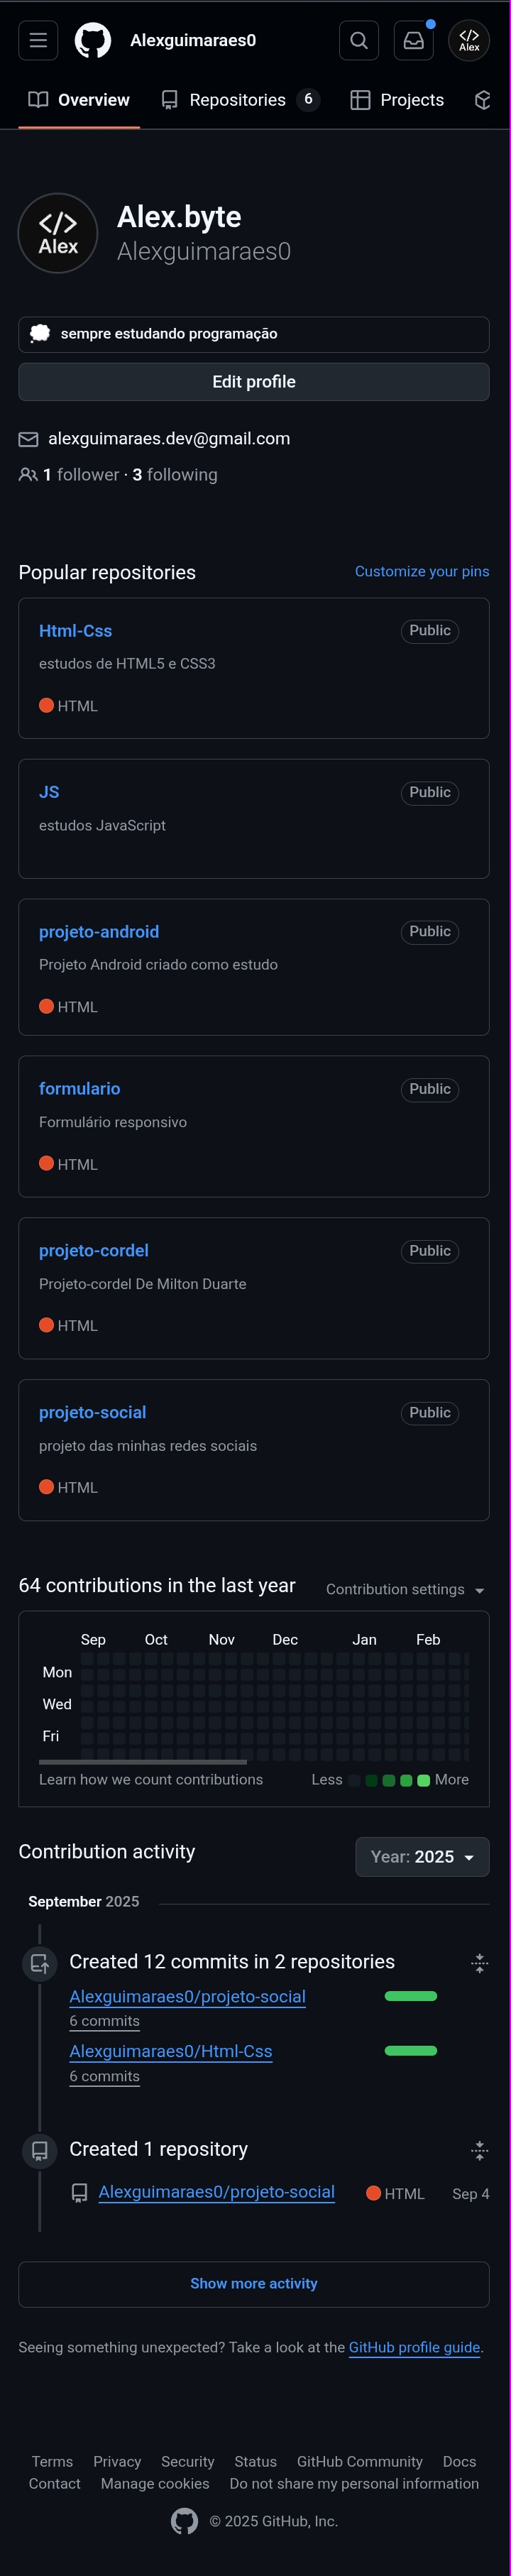 Alexguimaraes0
</> Alex
Overview Repositories 6 Projects
</> Alex
Alex.byte
Alexguimaraes0
sempre estudando programação
Edit profile
alexguimaraes.dev@gmail.com
1 follower · 3 following
Popular repositories Customize your pins
Html-Css Public
estudos de HTML5 e CSS3
HTML
JS Public
estudos JavaScript
projeto-android Public
Projeto Android criado como estudo
HTML
formulario Public
Formulário responsivo
HTML
projeto-cordel Public
Projeto-cordel De Milton Duarte
HTML
projeto-social Public
projeto das minhas redes sociais
HTML
64 contributions in the last year Contribution settings
Sep Oct Nov Dec Jan Feb
Mon
Wed
Fri
Learn how we count contributions Less More
Contribution activity Year: 2025
September 2025
Created 12 commits in 2 repositories
Alexguimaraes0/projeto-social
6 commits
Alexguimaraes0/Html-Css
6 commits
Created 1 repository
Alexguimaraes0/projeto-social HTML Sep 4
Show more activity
Seeing something unexpected? Take a look at the GitHub profile guide.
Terms Privacy Security Status GitHub Community Docs
Contact Manage cookies Do not share my personal information
© 2025 GitHub, Inc.